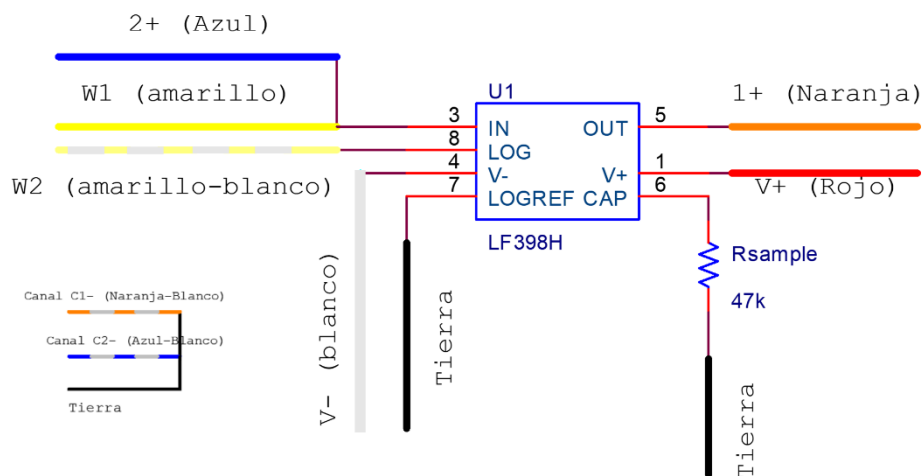 2+ (Azul)
W1 (amarillo)
U1
1+ (Naranja)
3
IN
OUT
5
8
LOG
4
V-
V+
1
W2 (amarillo-blanco)
7
LOGREF
CAP
6
V+ (Rojo)
LF398H
Rsample
47k
V- (blanco)
Tierra
Canal C1- (Naranja-Blanco)
Canal C2- (Azul-Blanco)
Tierra
Tierra